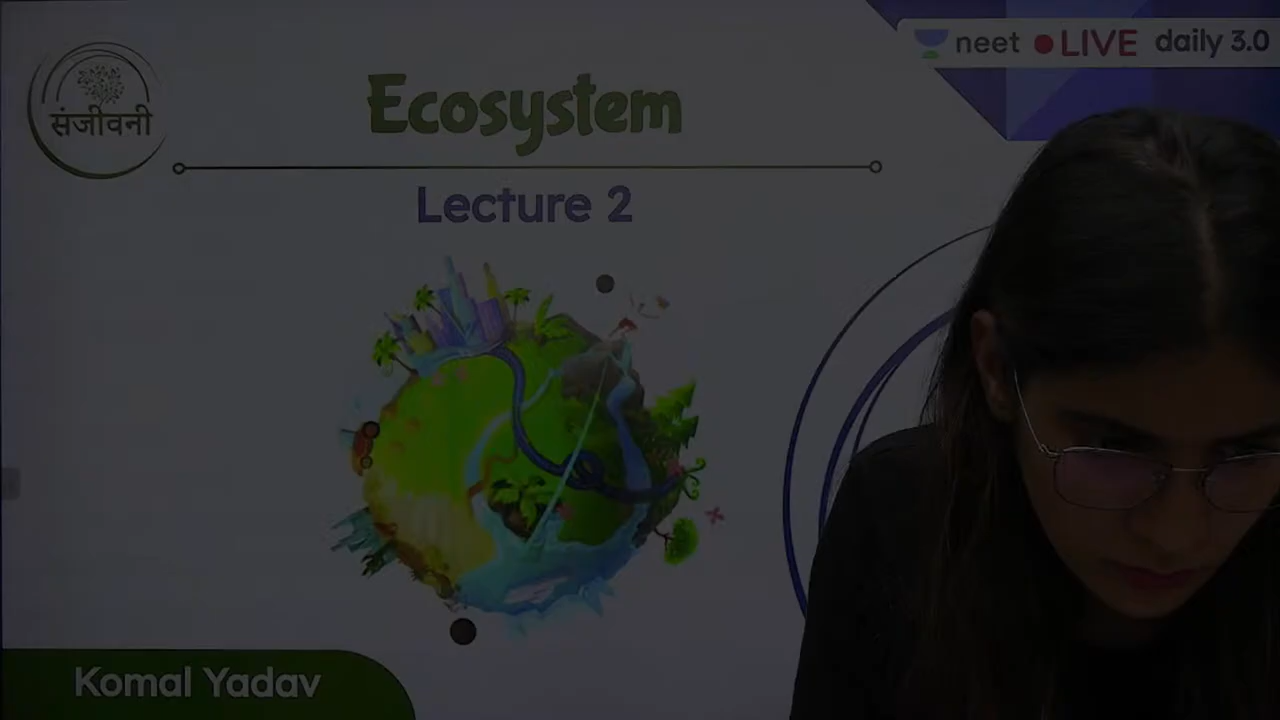 neet LIVE daily 3.0
संजीवनी
Ecosystem
Lecture 2
Komal Yadav